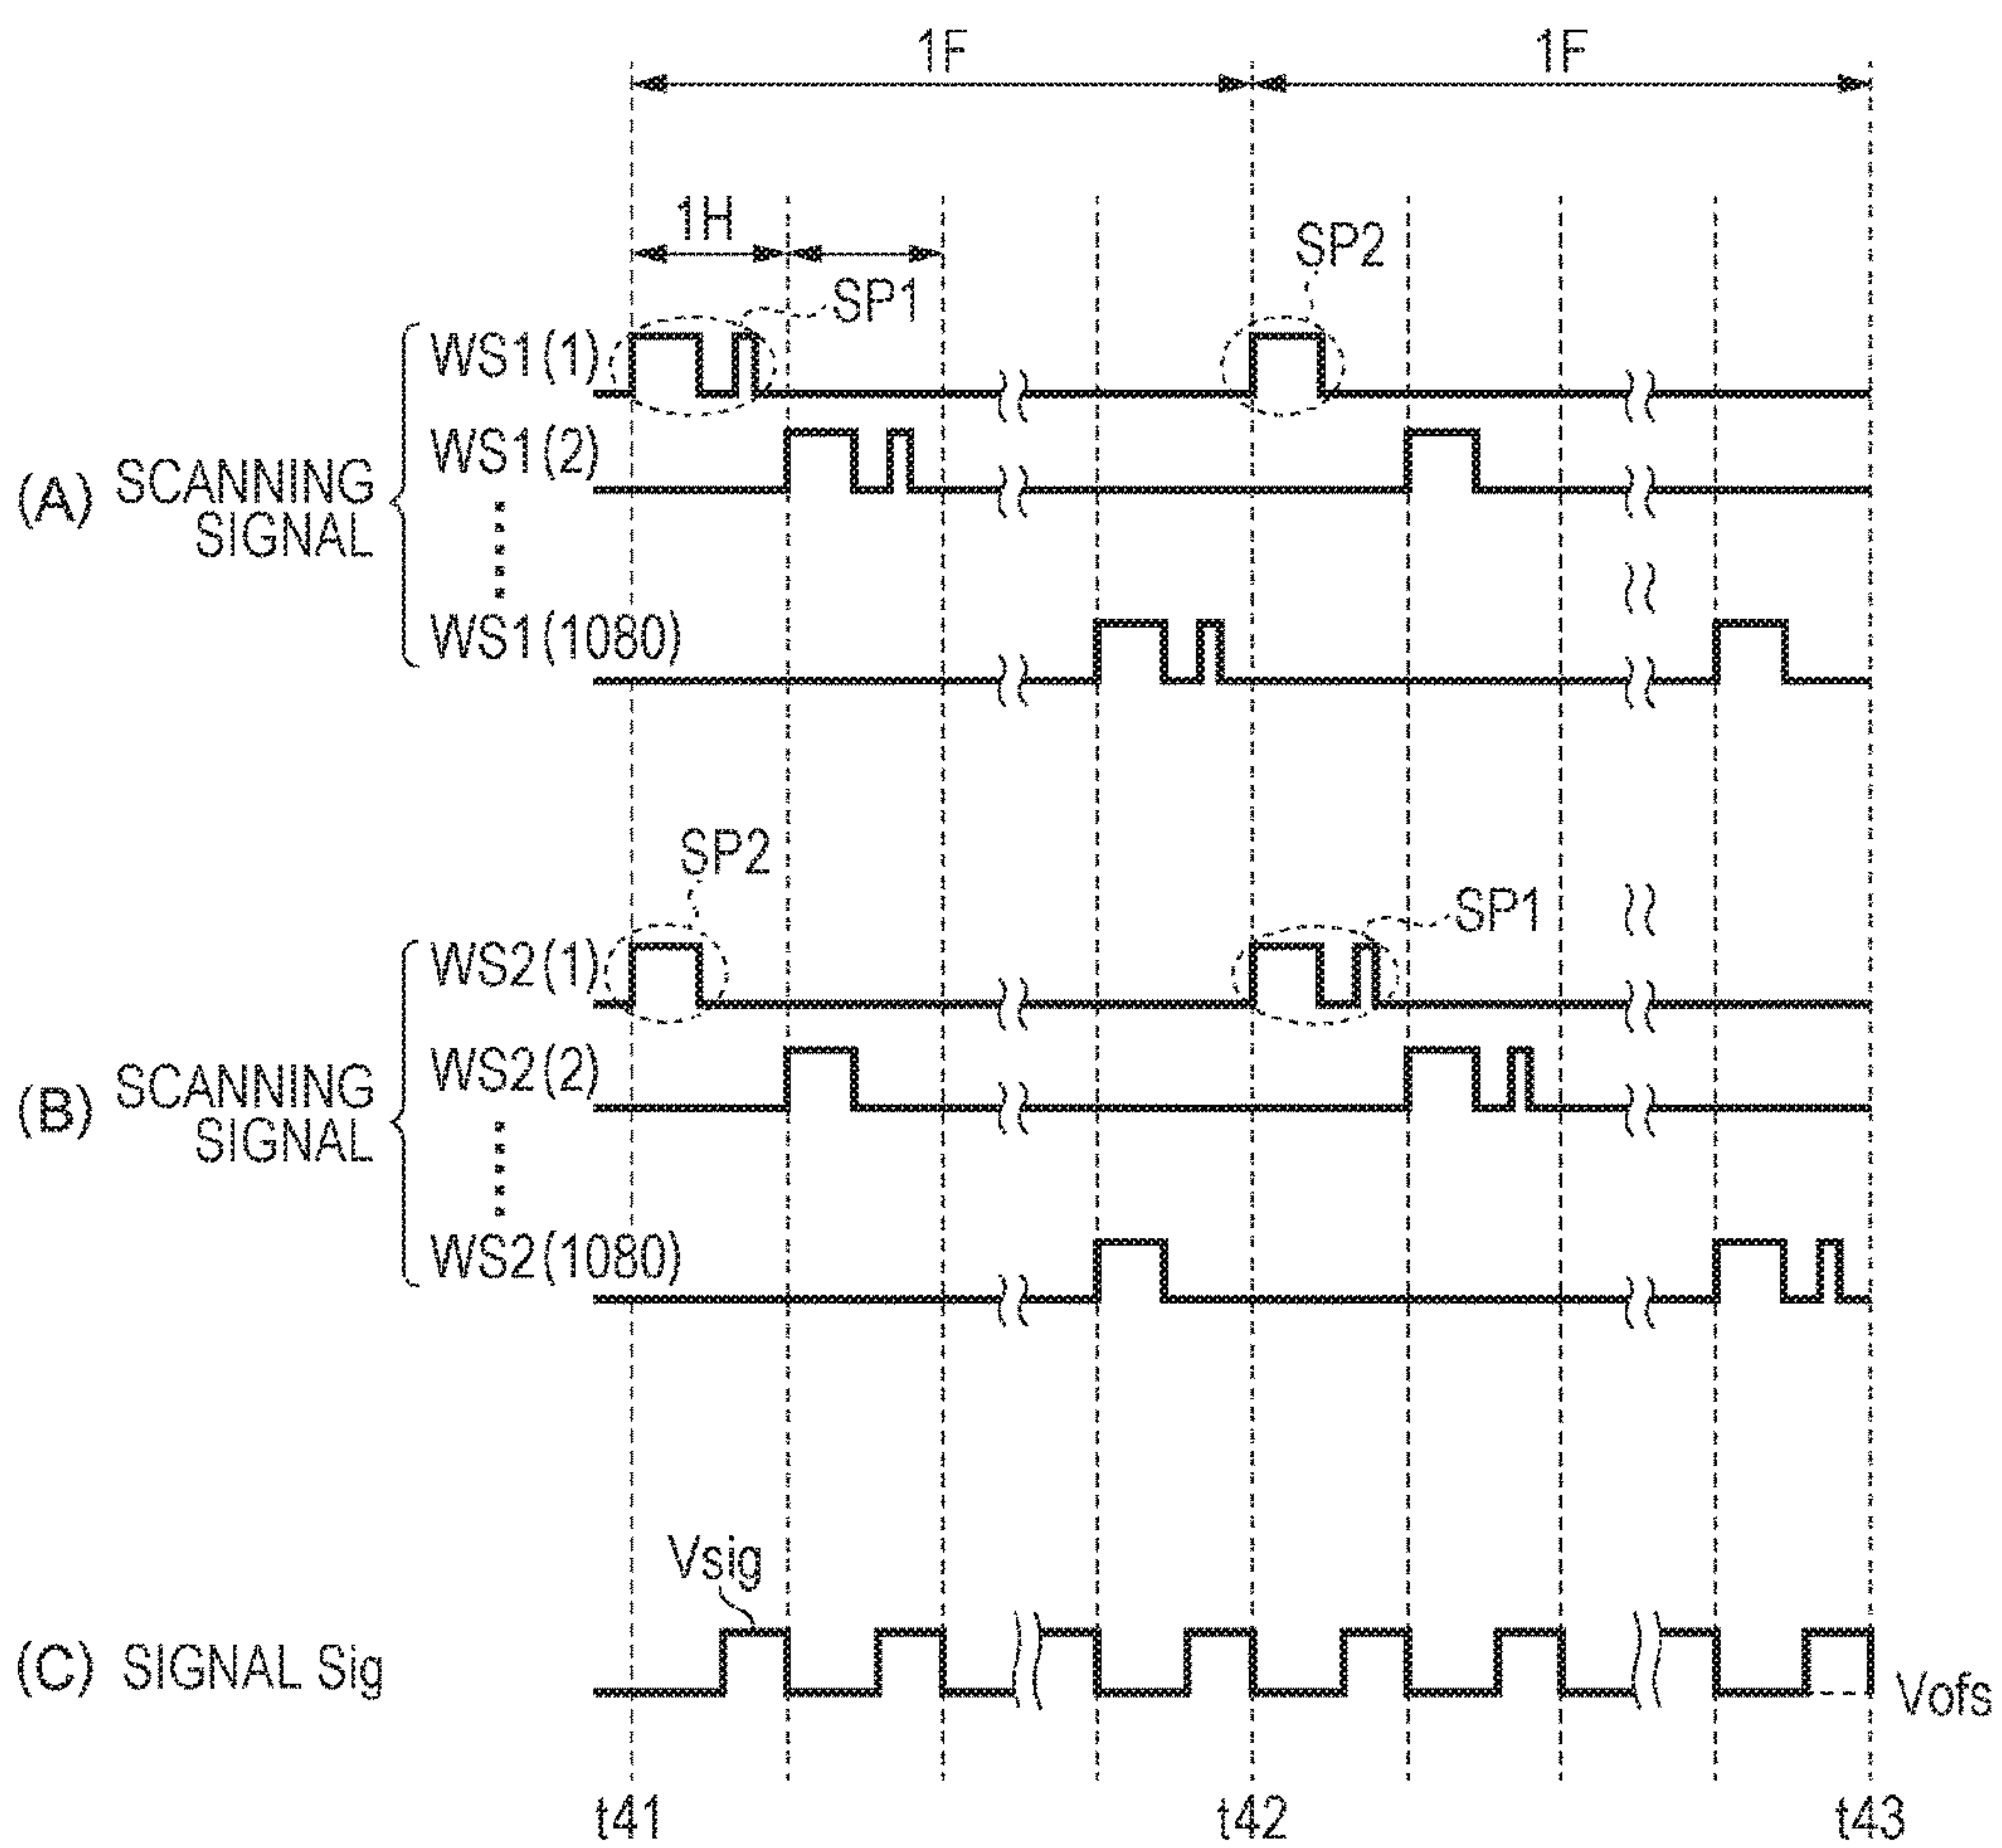 1F 1F
1H
SP2
SP1
WS1(1)
WS1(2)
(A) SCANNING
SIGNAL
WS1(1080)
SP2
SP1
WS2(1)
WS2(2)
(B) SCANNING
SIGNAL
WS2(1080)
Vsig
(C) SIGNAL Sig
Vofs
t41 t42 t43